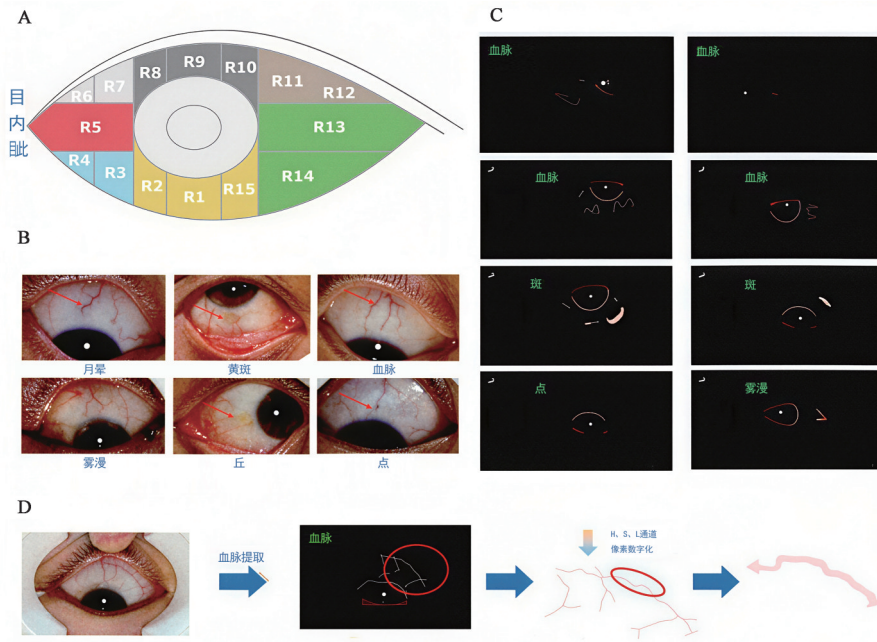 A
目
内
眦
R1
R2
R3
R4
R5
R6
R7
R8
R9
R10
R11
R12
R13
R14
R15
B
月晕
黄斑
血脉
雾漫
丘
点
C
血脉
血脉
血脉
血脉
斑
斑
点
雾漫
D
血脉提取
血脉
H、S、L通道
像素数字化